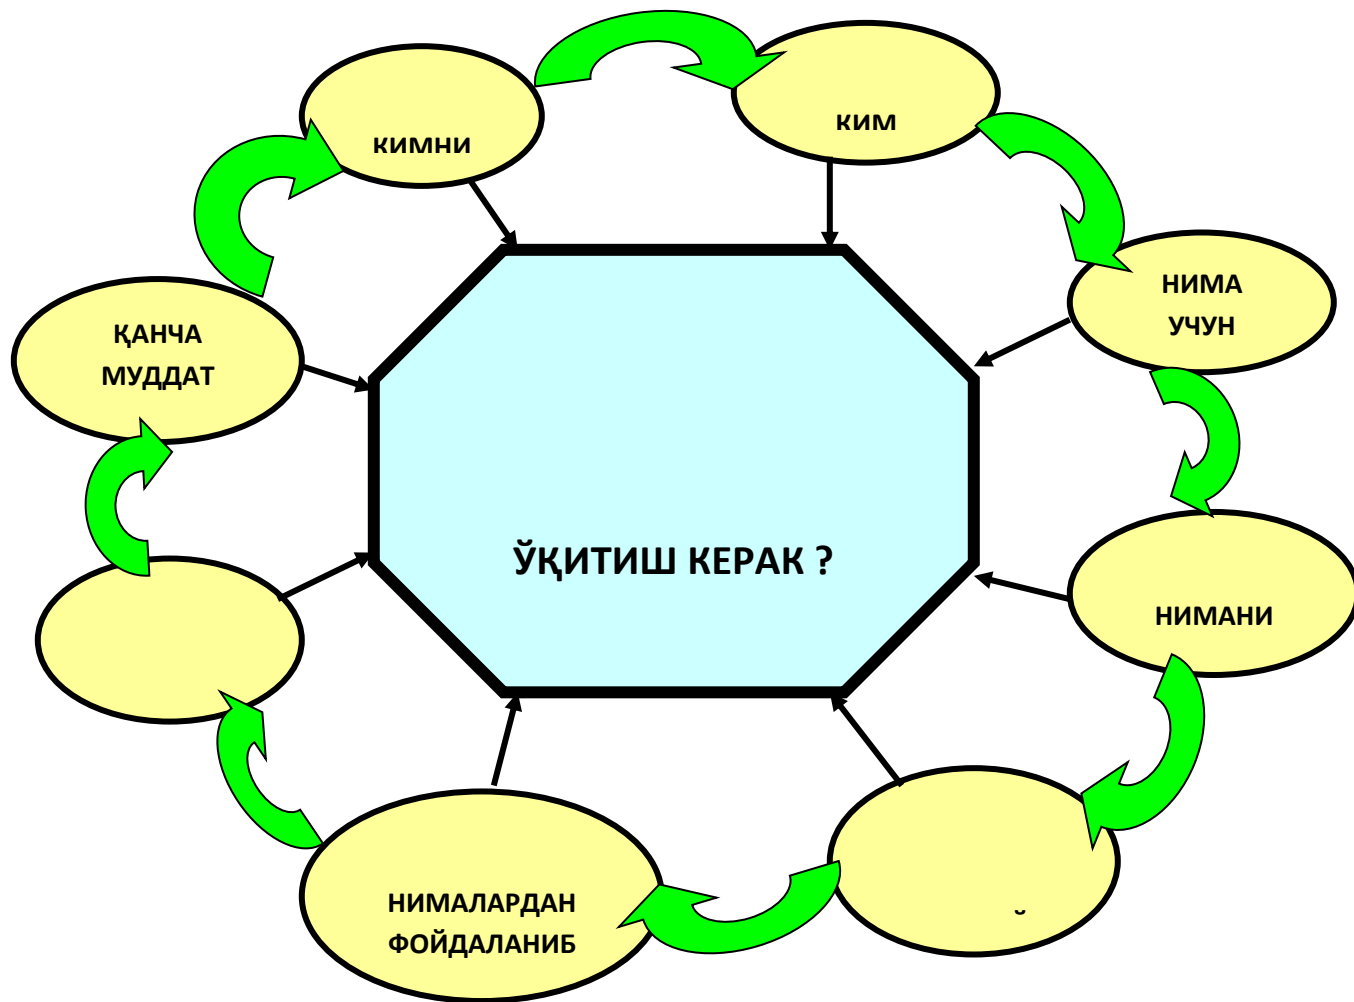 КИМНИ
КИМ
НИМА
УЧУН
ҚАНЧА
МУДДАТ
ЎҚИТИШ КЕРАК ?
НИМАНИ
НИМАЛАРДАН
ФОЙДАЛАНИБ